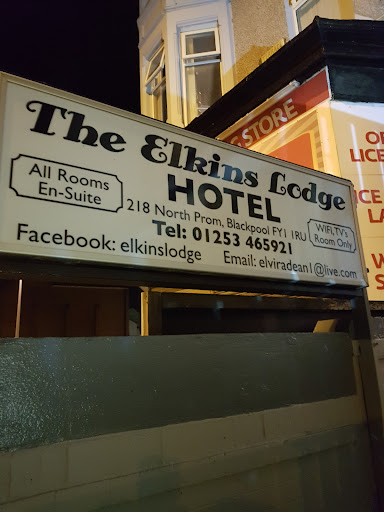 The Elkins Lodge
HOTEL
All Rooms
En-Suite
218 North Prom, Blackpool FY1 1RU
WIFI, TV's
Room Only
Tel: 01253 465921
Facebook: elkinslodge
Email: elviradean1@live.com
STORE
LICE